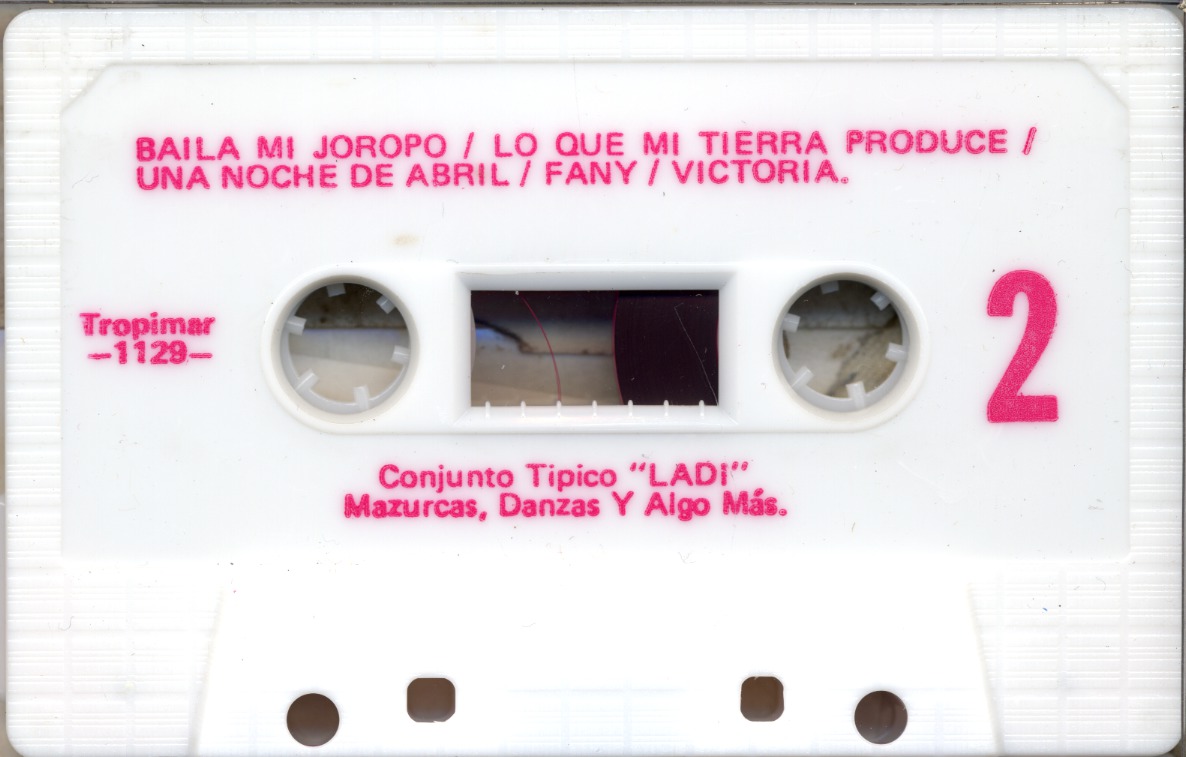 BAILA MI JOROPO / LO QUE MI TIERRA PRODUCE /
UNA NOCHE DE ABRIL / FANY / VICTORIA.
Tropimar
–1129–
2
Conjunto Tipico "LADI"
Mazurcas, Danzas Y Algo Más.